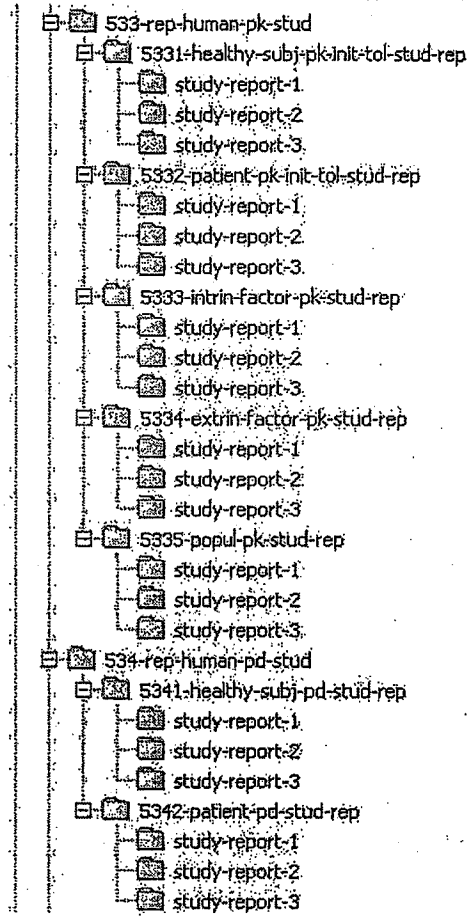 533-rep-human-pk-stud
5331-healthy-subj-pk-init-tol-stud-rep
study-report-1
study-report-2
study-report-3
5332-patient-pk-init-tol-stud-rep
study-report-1
study-report-2
study-report-3
5333-intrin-factor-pk-stud-rep
study-report-1
study-report-2
study-report-3
5334-extrin-factor-pk-stud-rep
study-report-1
study-report-2
study-report-3
5335-popul-pk-stud-rep
study-report-1
study-report-2
study-report-3
534-rep-human-pd-stud
5341-healthy-subj-pd-stud-rep
study-report-1
study-report-2
study-report-3
5342-patient-pd-stud-rep
study-report-1
study-report-2
study-report-3